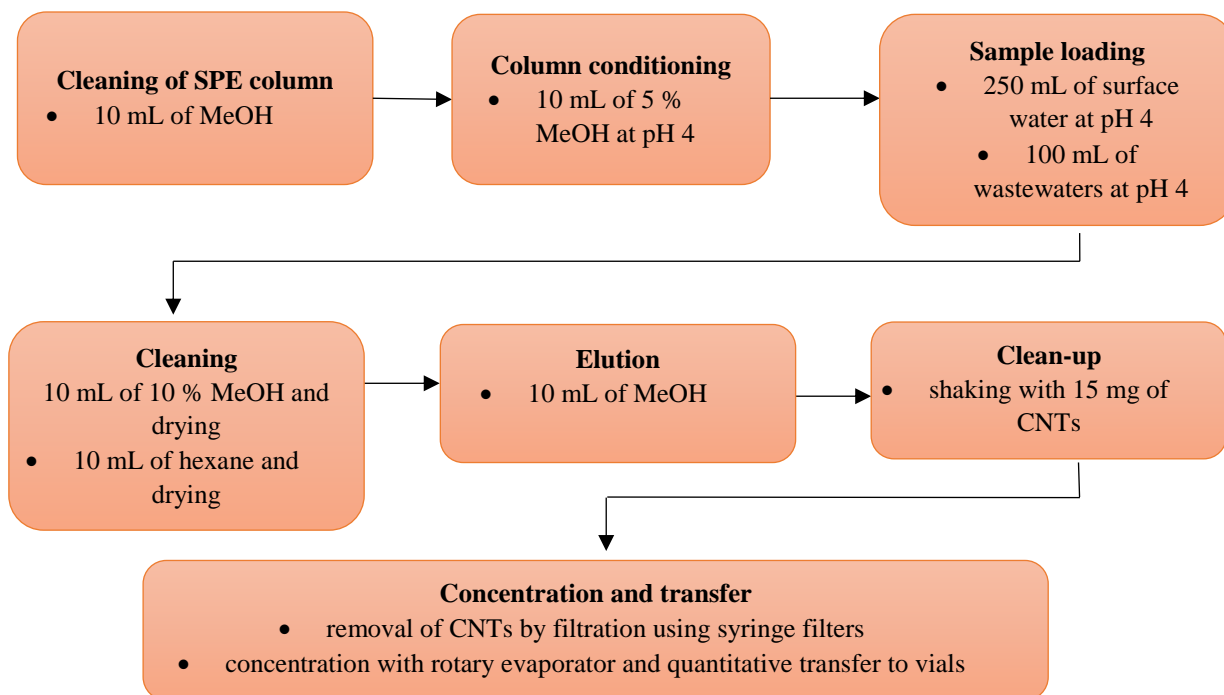 Cleaning of SPE column
• 10 mL of MeOH
Column conditioning
• 10 mL of 5 %
MeOH at pH 4
Sample loading
• 250 mL of surface
water at pH 4
• 100 mL of
wastewaters at pH 4
Cleaning
10 mL of 10 % MeOH and
drying
• 10 mL of hexane and
drying
Elution
• 10 mL of MeOH
Clean-up
• shaking with 15 mg of
CNTs
Concentration and transfer
• removal of CNTs by filtration using syringe filters
• concentration with rotary evaporator and quantitative transfer to vials